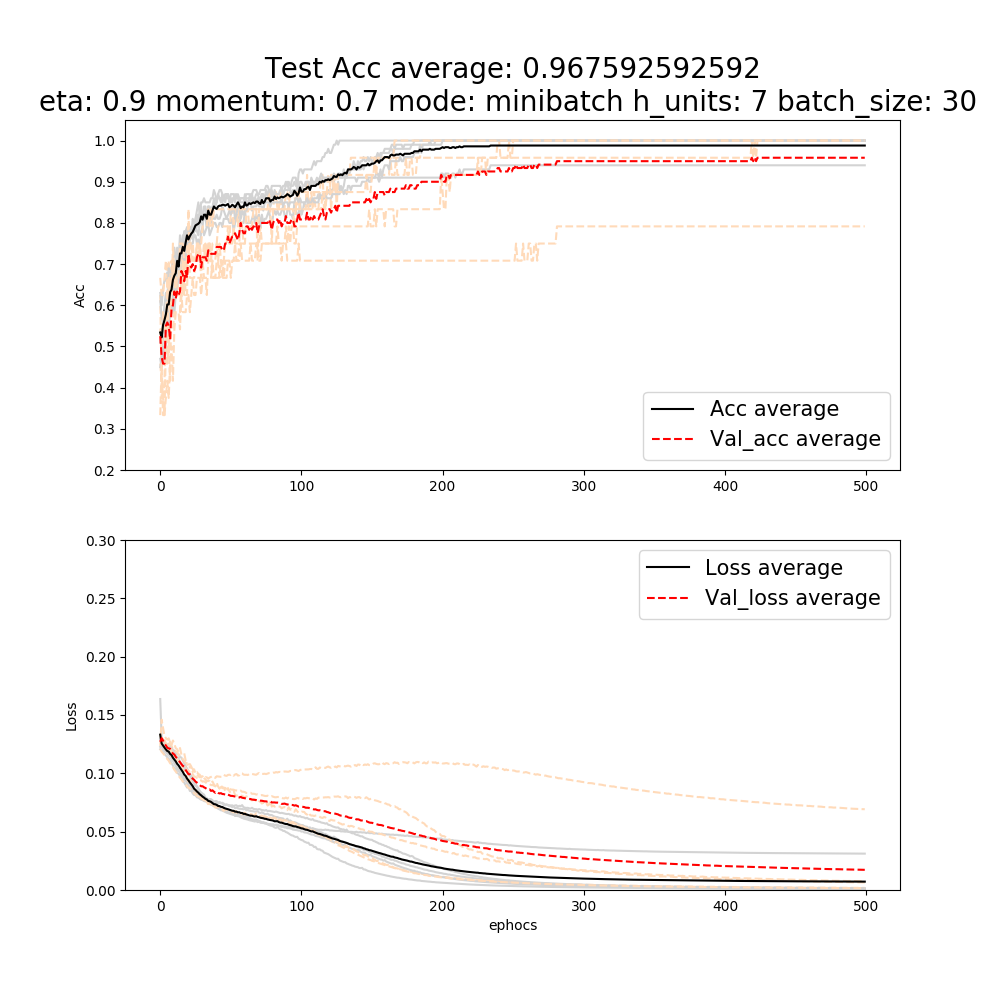 Test Acc average: 0.967592592592
eta: 0.9 momentum: 0.7 mode: minibatch h_units: 7 batch_size: 30
1.0
0.9
0.8
0.7
0.6
0.5
0.4
0.3
0.2
Acc
0 100 200 300 400 500
Acc average
Val_acc average
0.30
0.25
0.20
0.15
0.10
0.05
0.00
Loss
0 100 200 300 400 500
ephocs
Loss average
Val_loss average